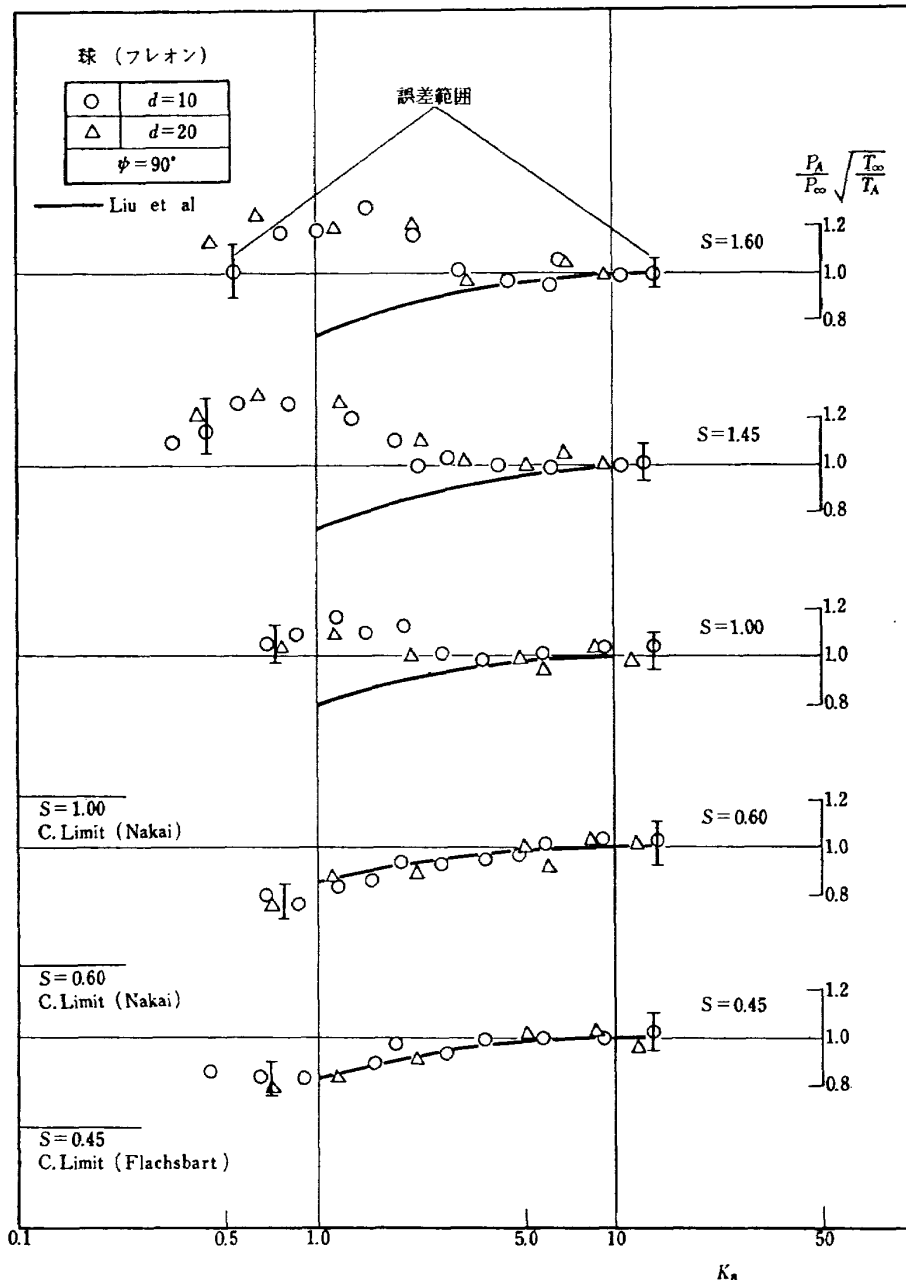 球 (フレオン)
○ d=10
△ d=20
ψ=90°
Liu et al
誤差範囲
P_A/P_∞ √(T_∞/T_A)
S=1.60
1.2
1.0
0.8
S=1.45
1.2
1.0
0.8
S=1.00
1.2
1.0
0.8
S=1.00
C. Limit (Nakai)
S=0.60
1.2
1.0
0.8
S=0.60
C. Limit (Nakai)
S=0.45
1.2
1.0
0.8
S=0.45
C. Limit (Flachsbart)
0.1 0.5 1.0 5.0 10 50